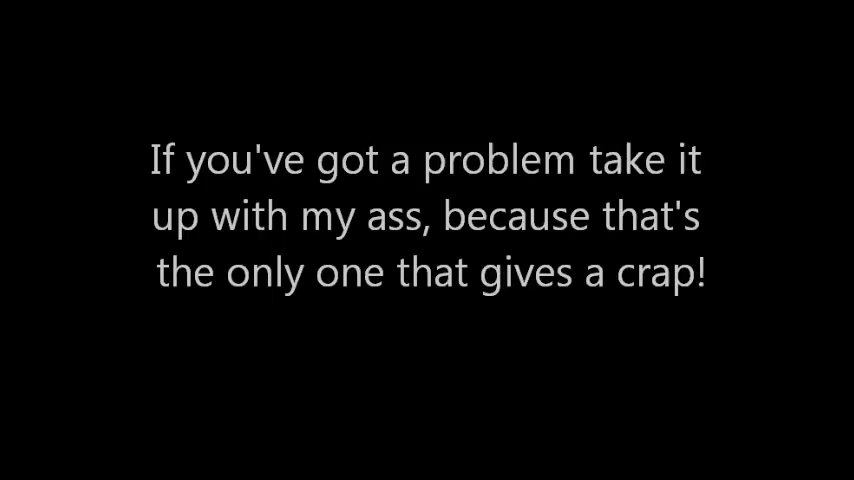 If you've got a problem take it
up with my ass, because that's
the only one that gives a crap!